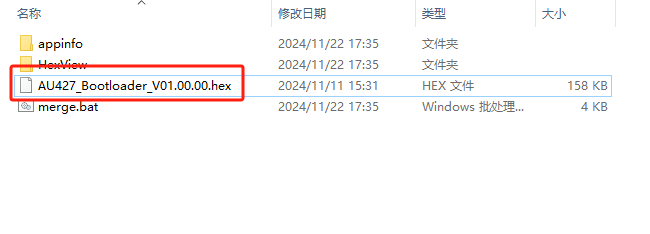 名称 修改日期 类型 大小
appinfo 2024/11/22 17:35 文件夹
HexView 2024/11/22 17:35 文件夹
AU427_Bootloader_V01.00.00.hex 2024/11/11 15:31 HEX 文件 158 KB
merge.bat 2024/11/22 17:35 Windows 批处理... 4 KB